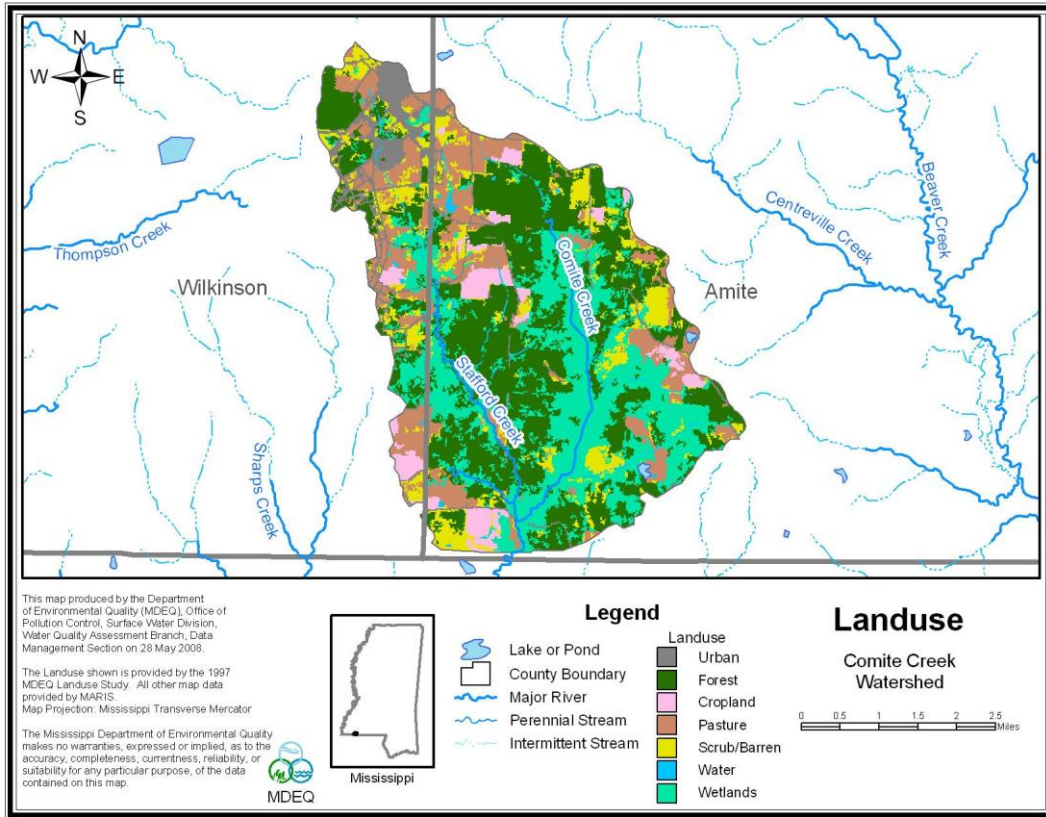 N
W E
S
Thompson Creek
Wilkinson
Sharps Creek
Stafford Creek
Comite Creek
Amite
Centreville Creek
Beaver Creek
This map produced by the Department
of Environmental Quality (MDEQ), Office of
Pollution Control, Surface Water Division,
Water Quality Assessment Branch, Data
Management Section on 28 May 2008.
The Landuse shown is provided by the 1997
MDEQ Landuse Study. All other map data
provided by MARIS.
Map Projection: Mississippi Transverse Mercator
The Mississippi Department of Environmental Quality
makes no warranties, expressed or implied, as to the
accuracy, completeness, currentness, reliability, or
suitability for any particular purpose, of the data
contained on this map.
MDEQ
Mississippi
Legend
Lake or Pond
County Boundary
Major River
Perennial Stream
Intermittent Stream
Landuse
Urban
Forest
Cropland
Pasture
Scrub/Barren
Water
Wetlands
Landuse
Comite Creek
Watershed
0 0.5 1 1.5 2 2.5
Miles